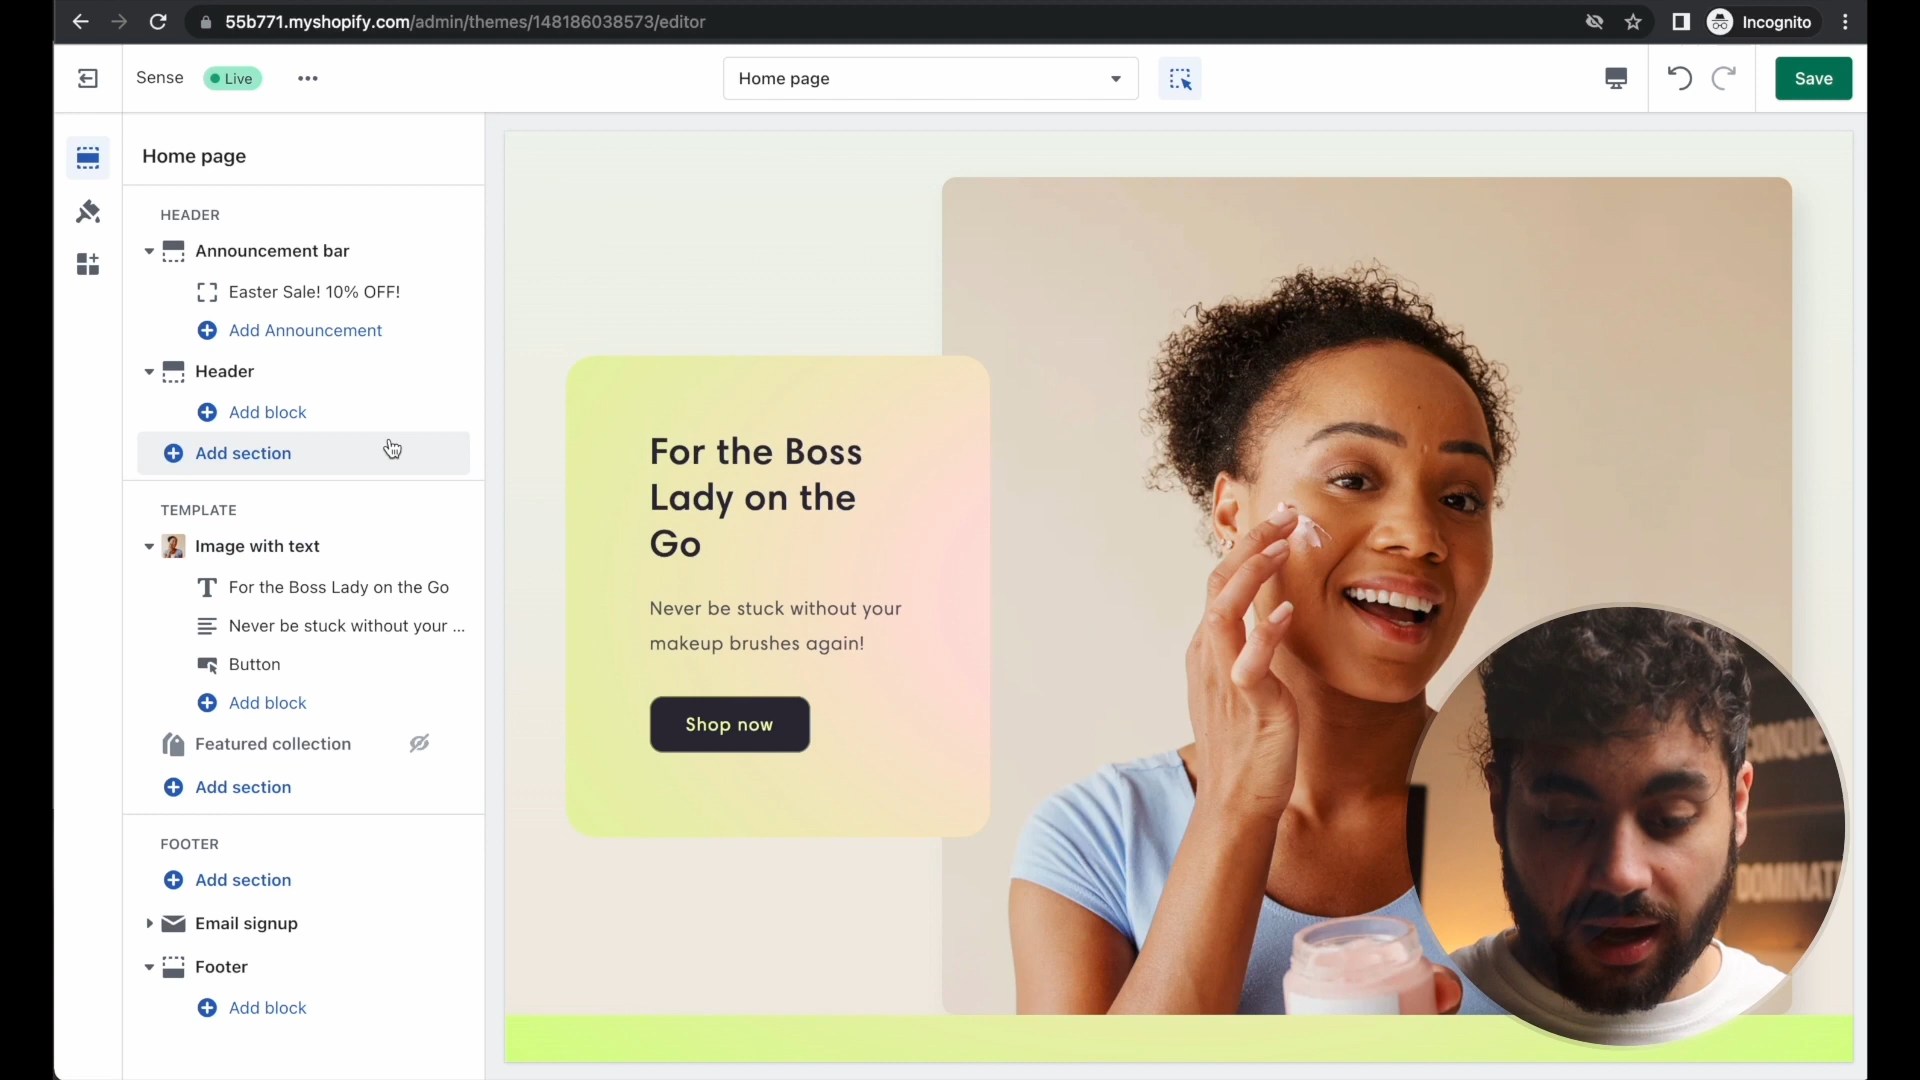 55b771.myshopify.com/admin/themes/148186038573/editor
Incognito
Sense
Live
Home page
Save
Home page
HEADER
Announcement bar
Easter Sale! 10% OFF!
Add Announcement
Header
Add block
Add section
TEMPLATE
Image with text
For the Boss Lady on the Go
Never be stuck without your ...
Button
Add block
Featured collection
Add section
FOOTER
Add section
Email signup
Footer
Add block
For the Boss
Lady on the
Go
Never be stuck without your
makeup brushes again!
Shop now